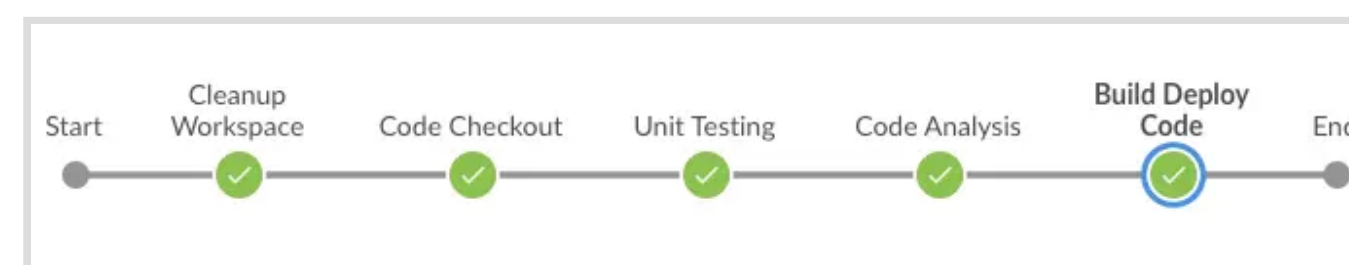 Start
Cleanup
Workspace
Code Checkout
Unit Testing
Code Analysis
Build Deploy
Code